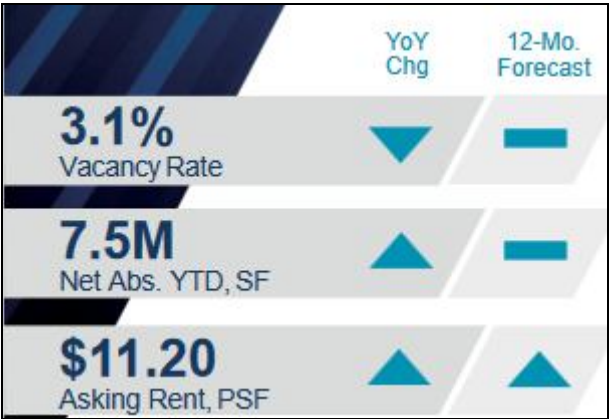 YoY
Chg
12-Mo.
Forecast
3.1%
Vacancy Rate
7.5M
Net Abs. YTD, SF
$11.20
Asking Rent, PSF